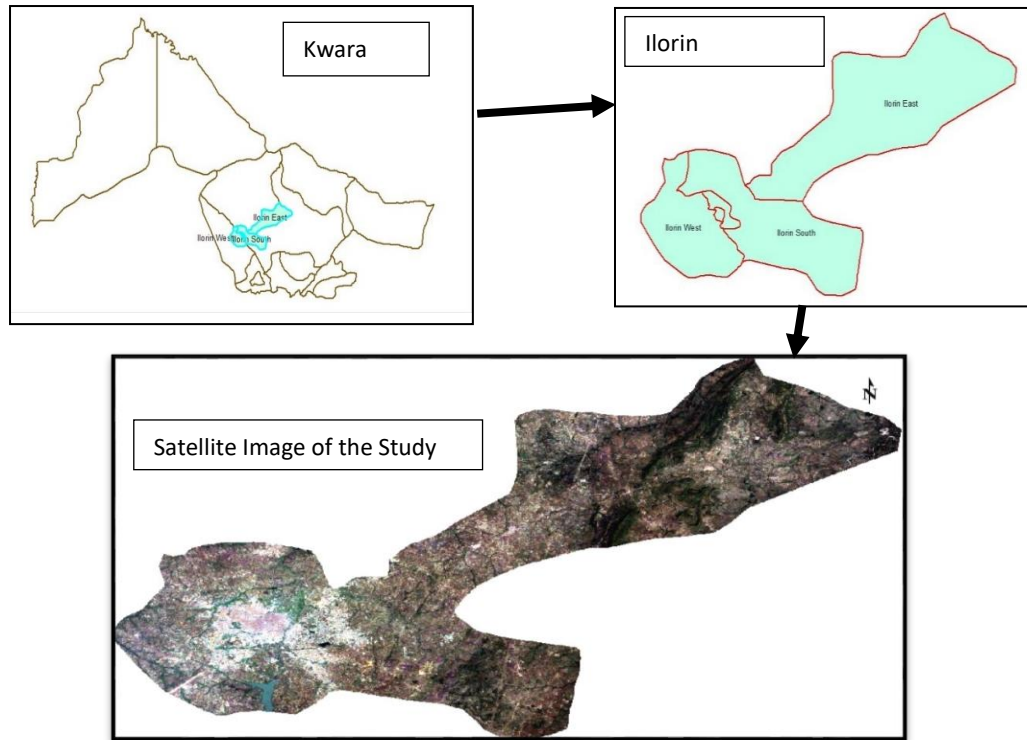 Kwara
Ilorin East
Ilorin West
Ilorin South
Ilorin
Ilorin East
Ilorin West
Ilorin South
Satellite Image of the Study
N